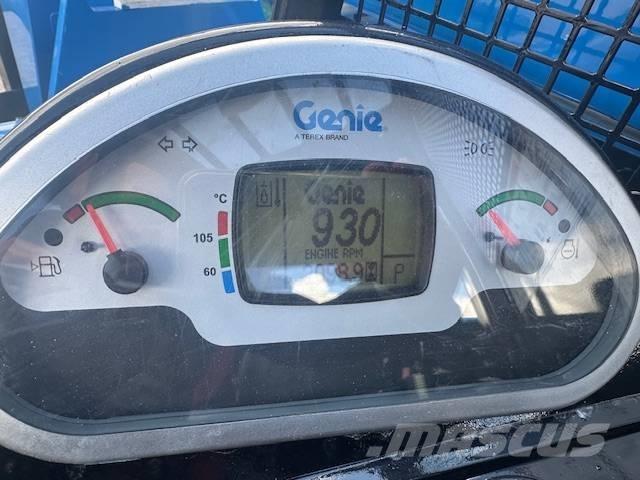 Genie
A TEREX BRAND
°C
105
60
Genie
930
ENGINE RPM
P
MASCUS